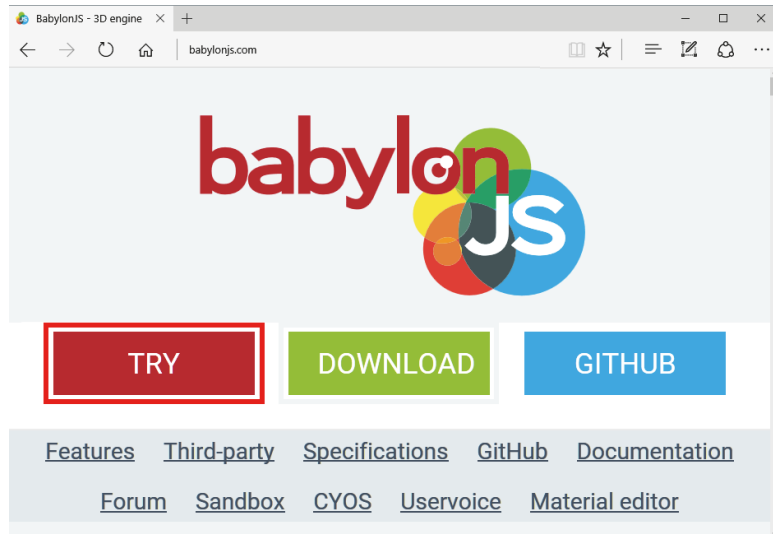 BabylonJS - 3D engine
babylonjs.com
babylon
JS
TRY DOWNLOAD GITHUB
Features Third-party Specifications GitHub Documentation
Forum Sandbox CYOS Uservoice Material editor